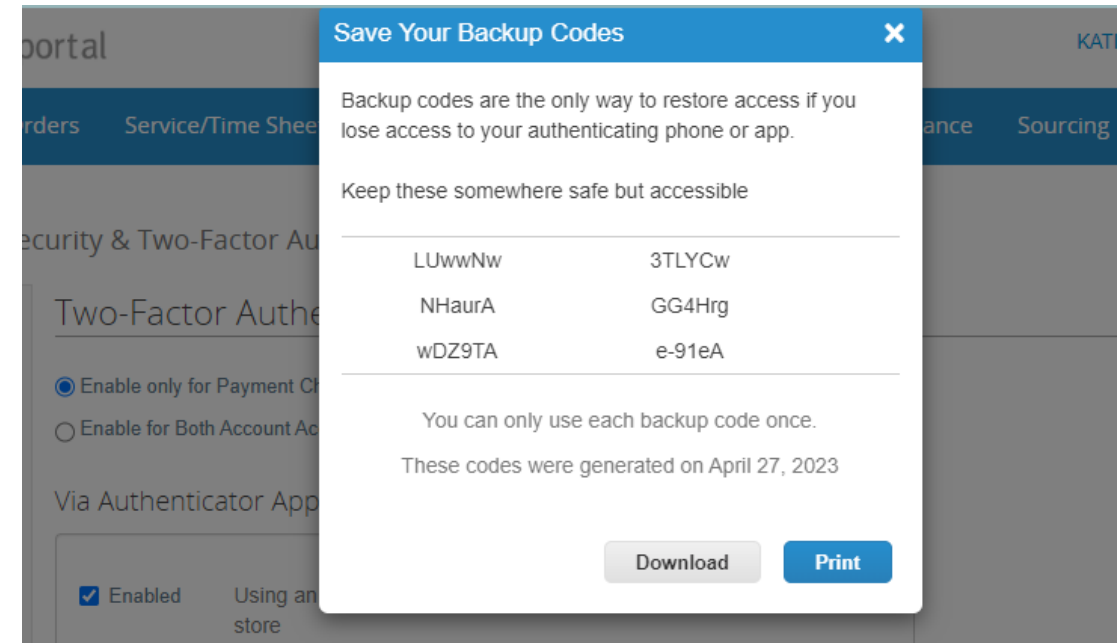 portal
KAT
rders Service/Time Shee ance Sourcing
ecurity & Two-Factor Au
Two-Factor Authe
Enable only for Payment Ch
Enable for Both Account Ac
Via Authenticator App
Enabled Using an
store
Save Your Backup Codes
Backup codes are the only way to restore access if you
lose access to your authenticating phone or app.
Keep these somewhere safe but accessible
LUwwNw 3TLYCw
NHaurA GG4Hrg
wDZ9TA e-91eA
You can only use each backup code once.
These codes were generated on April 27, 2023
Download Print